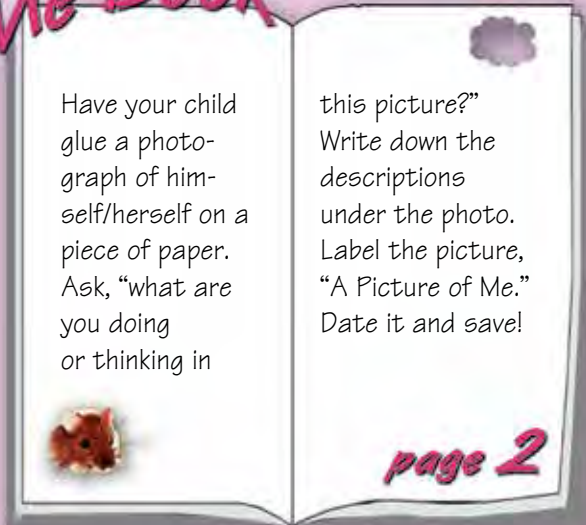 Me Book
Have your child
glue a photo-
graph of him-
self/herself on a
piece of paper.
Ask, “what are
you doing
or thinking in
this picture?”
Write down the
descriptions
under the photo.
Label the picture,
“A Picture of Me.”
Date it and save!
page 2